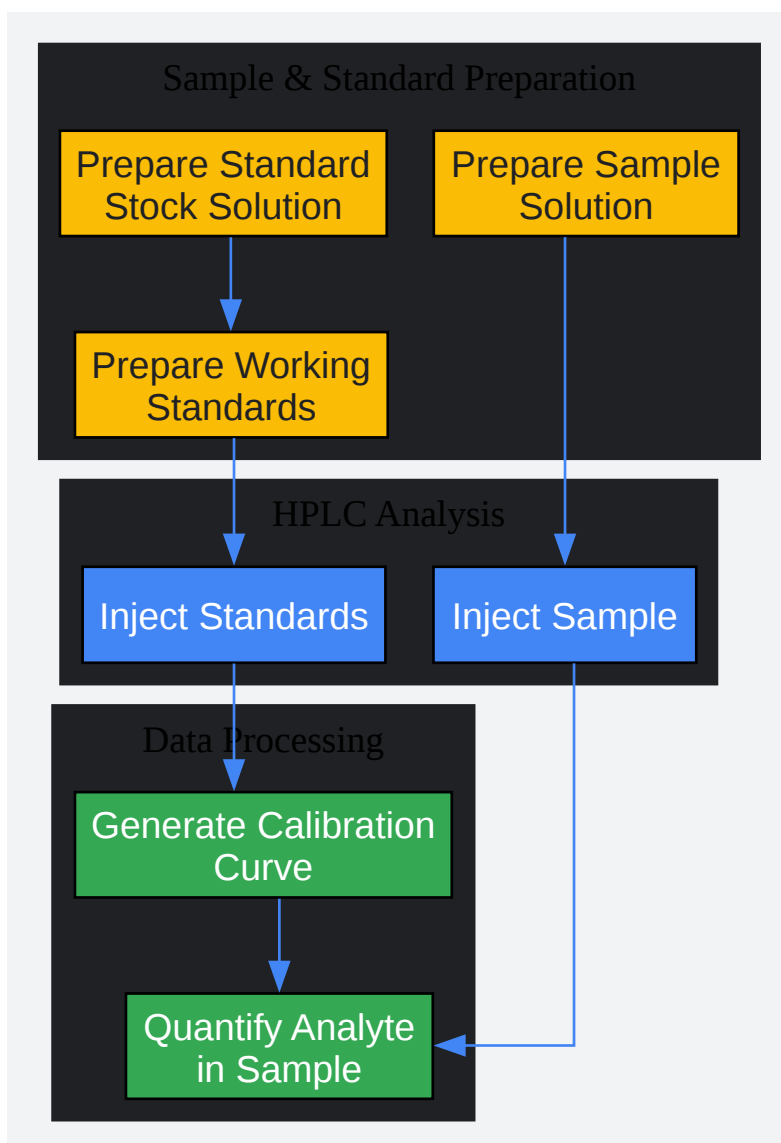 Sample & Standard Preparation
Prepare Standard
Stock Solution
Prepare Sample
Solution
Prepare Working
Standards
HPLC Analysis
Inject Standards
Inject Sample
Data Processing
Generate Calibration
Curve
Quantify Analyte
in Sample